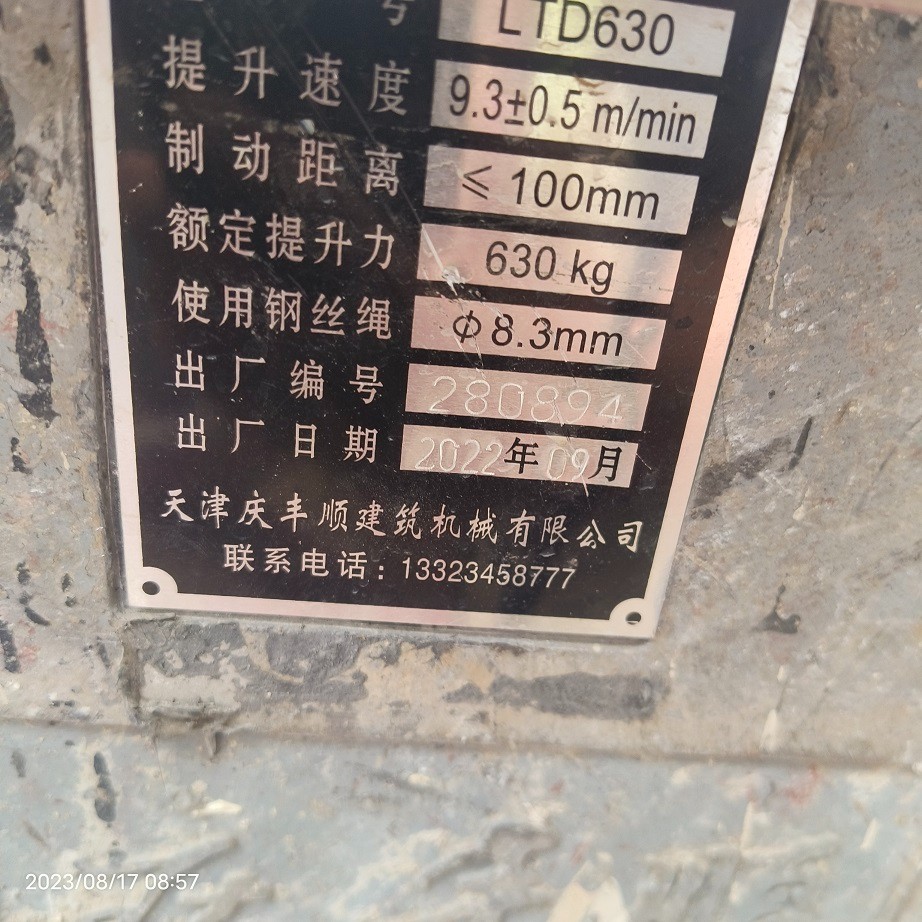 号 LTD630
提升速度 9.3±0.5 m/min
制动距离 ≤ 100mm
额定提升力 630 kg
使用钢丝绳 Φ8.3mm
出厂编号 280894
出厂日期 2022年09月
天津庆丰顺建筑机械有限公司
联系电话：13323458777
2023/08/17 08:57